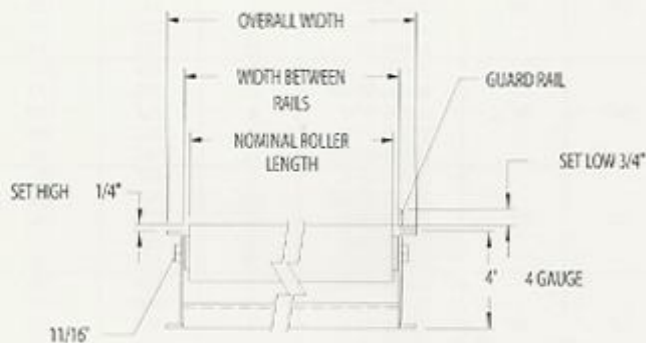 OVERALL WIDTH
WIDTH BETWEEN
RAILS
GUARD RAIL
NOMINAL ROLLER
LENGTH
SET LOW 3/4"
SET HIGH 1/4"
4" 4 GAUGE
11/16"